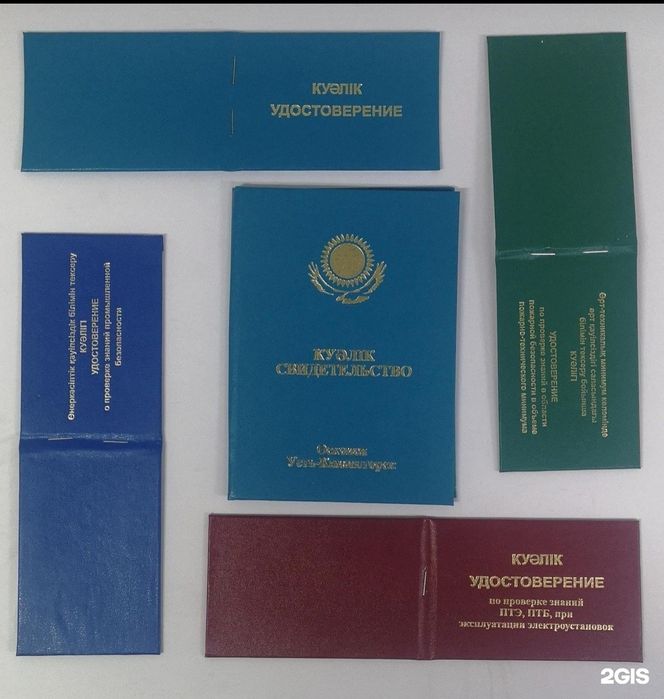 КУӘЛІК
УДОСТОВЕРЕНИЕ
Өнеркәсіптік қауіпсіздік білімін тексеру
КУӘЛІГІ
УДОСТОВЕРЕНИЕ
о проверке знаний промышленной
безопасности
КУӘЛІК
СВИДЕТЕЛЬСТВО
Өскемен
Усть-Каменогорск
Өрт-техникалық минимум көлемінде
өрт қауіпсіздігі саласындағы
білімін тексеру бойынша
КУӘЛІГІ
УДОСТОВЕРЕНИЕ
по проверке знаний в области
пожарной безопасности в объеме
пожарно-технического минимума
КУӘЛІК
УДОСТОВЕРЕНИЕ
по проверке знаний
ПТЭ, ПТБ, при
эксплуатации электроустановок
2GIS